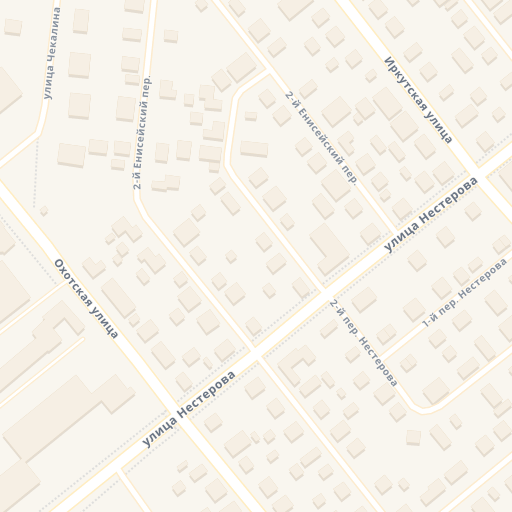 улица Чекалина
2-й Енисейский пер.
2-й Енисейский пер.
Иркутская улица
улица Нестерова
Охотская улица
1-й пер. Нестерова
2-й пер. Нестерова
улица Нестерова